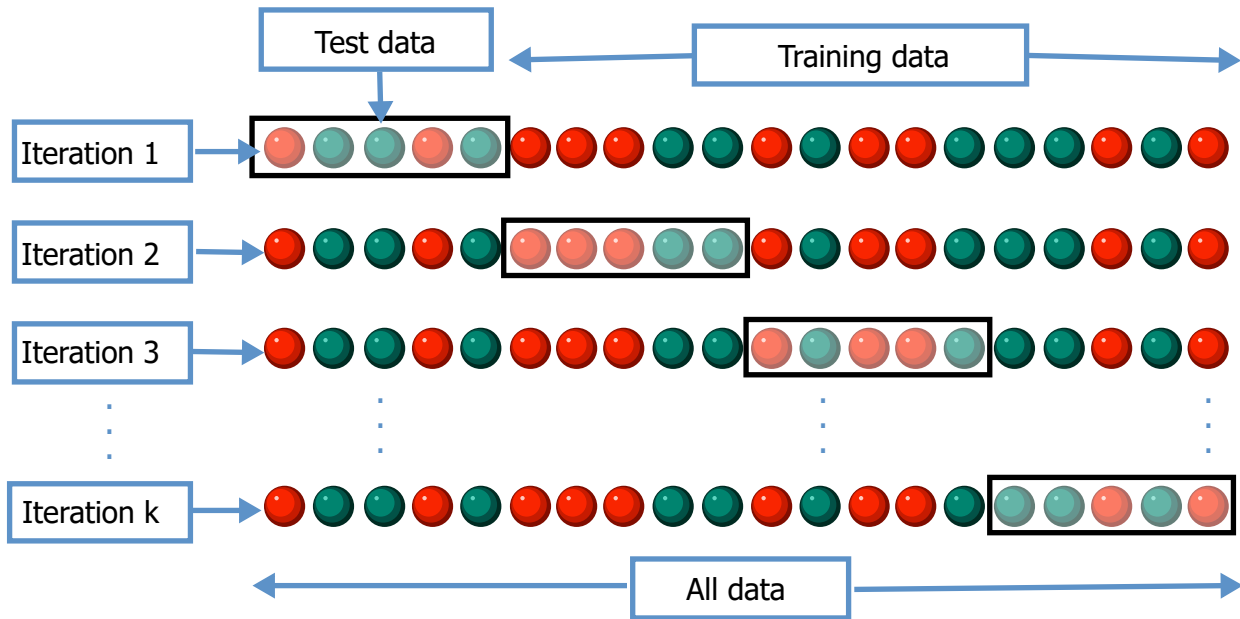 Test data
Training data
Iteration 1
Iteration 2
Iteration 3
Iteration k
All data